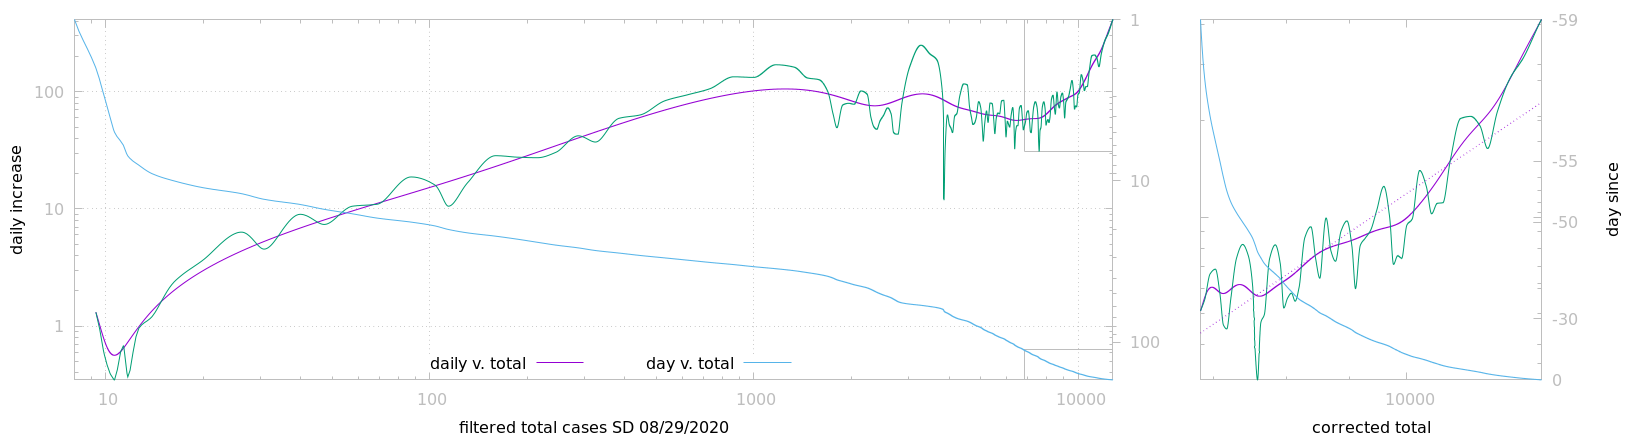 1
-59
100
daily increase
10
10
-55
-50
day since
1
-30
100
daily v. total
day v. total
0
10
100
1000
10000
10000
filtered total cases SD 08/29/2020
corrected total